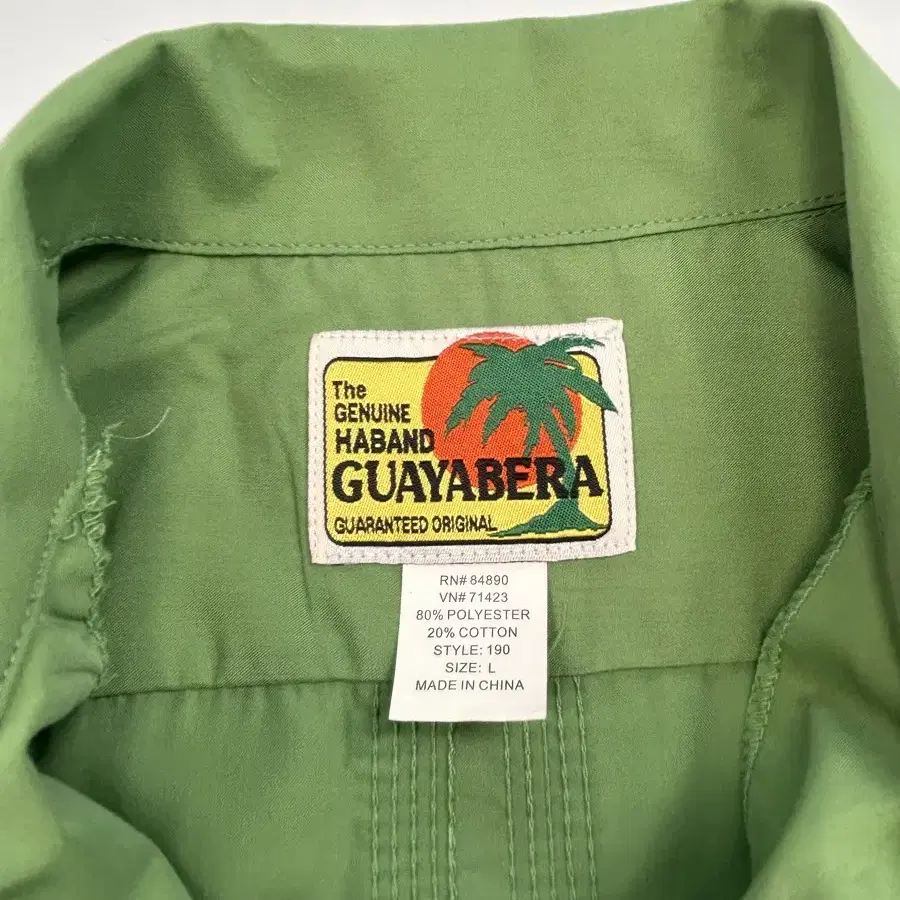 The
GENUINE
HABAND
GUAYABERA
GUARANTEED ORIGINAL
RN# 84890
VN# 71423
80% POLYESTER
20% COTTON
STYLE: 190
SIZE: L
MADE IN CHINA